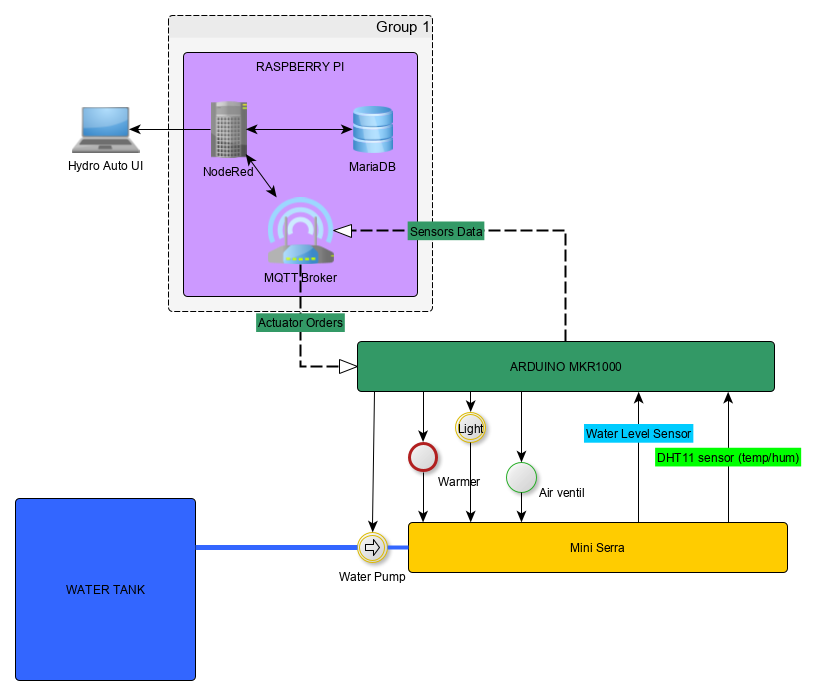 Group 1
RASPBERRY PI
Hydro Auto UI
NodeRed
MariaDB
Sensors Data
MQTT Broker
Actuator Orders
ARDUINO MKR1000
Light
Water Level Sensor
DHT11 sensor (temp/hum)
Warmer
Air ventil
Mini Serra
Water Pump
WATER TANK